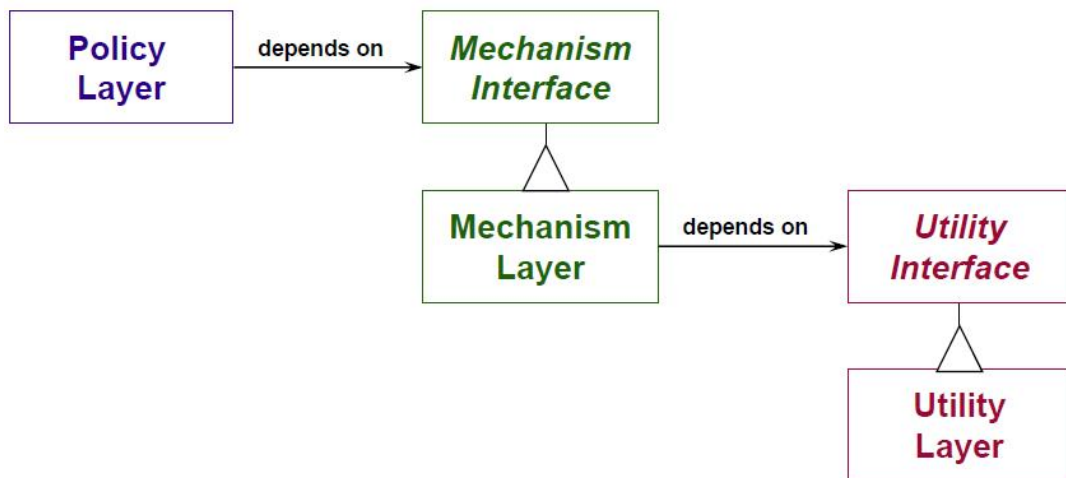 Policy
Layer
depends on
Mechanism
Interface
Mechanism
Layer
depends on
Utility
Interface
Utility
Layer